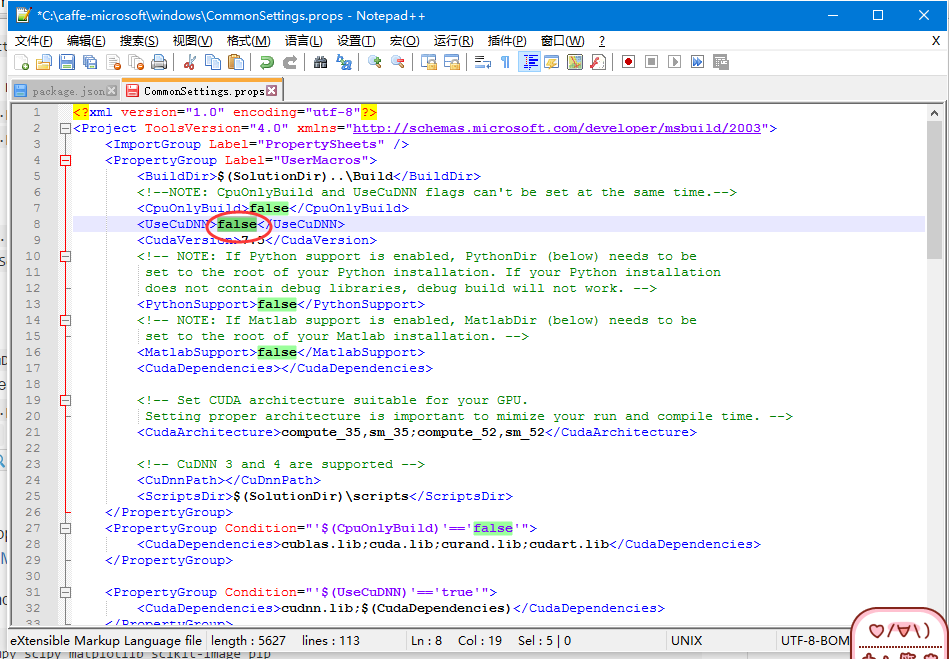 *C:\caffe-microsoft\windows\CommonSettings.props - Notepad++
文件(F) 编辑(E) 搜索(S) 视图(V) 格式(M) 语言(L) 设置(T) 宏(O) 运行(R) 插件(P) 窗口(W) ? X
package.json CommonSettings.props
1 <?xml version="1.0" encoding="utf-8"?>
2 <Project ToolsVersion="4.0" xmlns="http://schemas.microsoft.com/developer/msbuild/2003">
3 <ImportGroup Label="PropertySheets" />
4 <PropertyGroup Label="UserMacros">
5 <BuildDir>$(SolutionDir)..\Build</BuildDir>
6 <!--NOTE: CpuOnlyBuild and UseCuDNN flags can't be set at the same time.-->
7 <CpuOnlyBuild>false</CpuOnlyBuild>
8 <UseCuDNN>false</UseCuDNN>
9 <CudaVersion>7.5</CudaVersion>
10 <!-- NOTE: If Python support is enabled, PythonDir (below) needs to be
11 set to the root of your Python installation. If your Python installation
12 does not contain debug libraries, debug build will not work. -->
13 <PythonSupport>false</PythonSupport>
14 <!-- NOTE: If Matlab support is enabled, MatlabDir (below) needs to be
15 set to the root of your Matlab installation. -->
16 <MatlabSupport>false</MatlabSupport>
17 <CudaDependencies></CudaDependencies>
18
19 <!-- Set CUDA architecture suitable for your GPU.
20 Setting proper architecture is important to mimize your run and compile time. -->
21 <CudaArchitecture>compute_35,sm_35;compute_52,sm_52</CudaArchitecture>
22
23 <!-- CuDNN 3 and 4 are supported -->
24 <CuDnnPath></CuDnnPath>
25 <ScriptsDir>$(SolutionDir)\scripts</ScriptsDir>
26 </PropertyGroup>
27 <PropertyGroup Condition="'$(CpuOnlyBuild)'=='false'">
28 <CudaDependencies>cublas.lib;cuda.lib;curand.lib;cudart.lib</CudaDependencies>
29 </PropertyGroup>
30
31 <PropertyGroup Condition="'$(UseCuDNN)'=='true'">
32 <CudaDependencies>cudnn.lib;$(CudaDependencies)</CudaDependencies>
33 </PropertyGroup>
eXtensible Markup Language file length : 5627 lines : 113 Ln : 8 Col : 19 Sel : 5 | 0 UNIX UTF-8-BOM
scipy matplotlib scikit-image pip